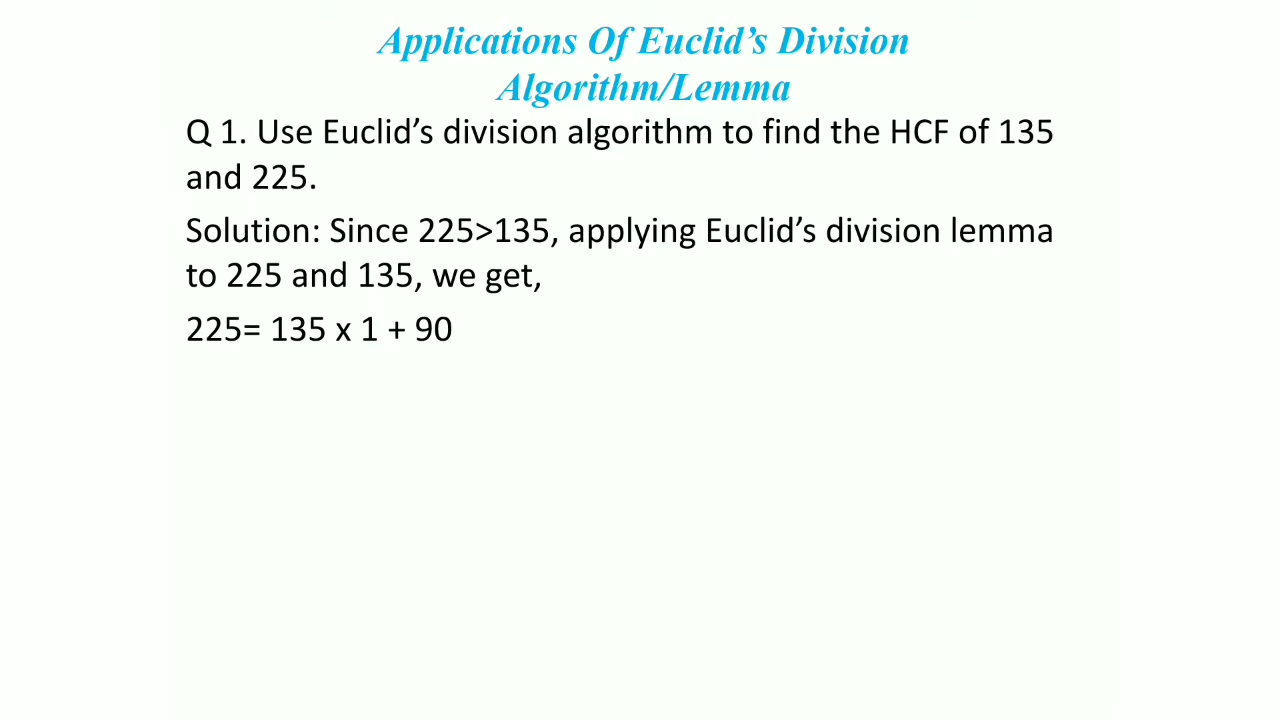 Applications Of Euclid’s Division
Algorithm/Lemma
Q 1. Use Euclid’s division algorithm to find the HCF of 135
and 225.
Solution: Since 225>135, applying Euclid’s division lemma
to 225 and 135, we get,
225= 135 x 1 + 90